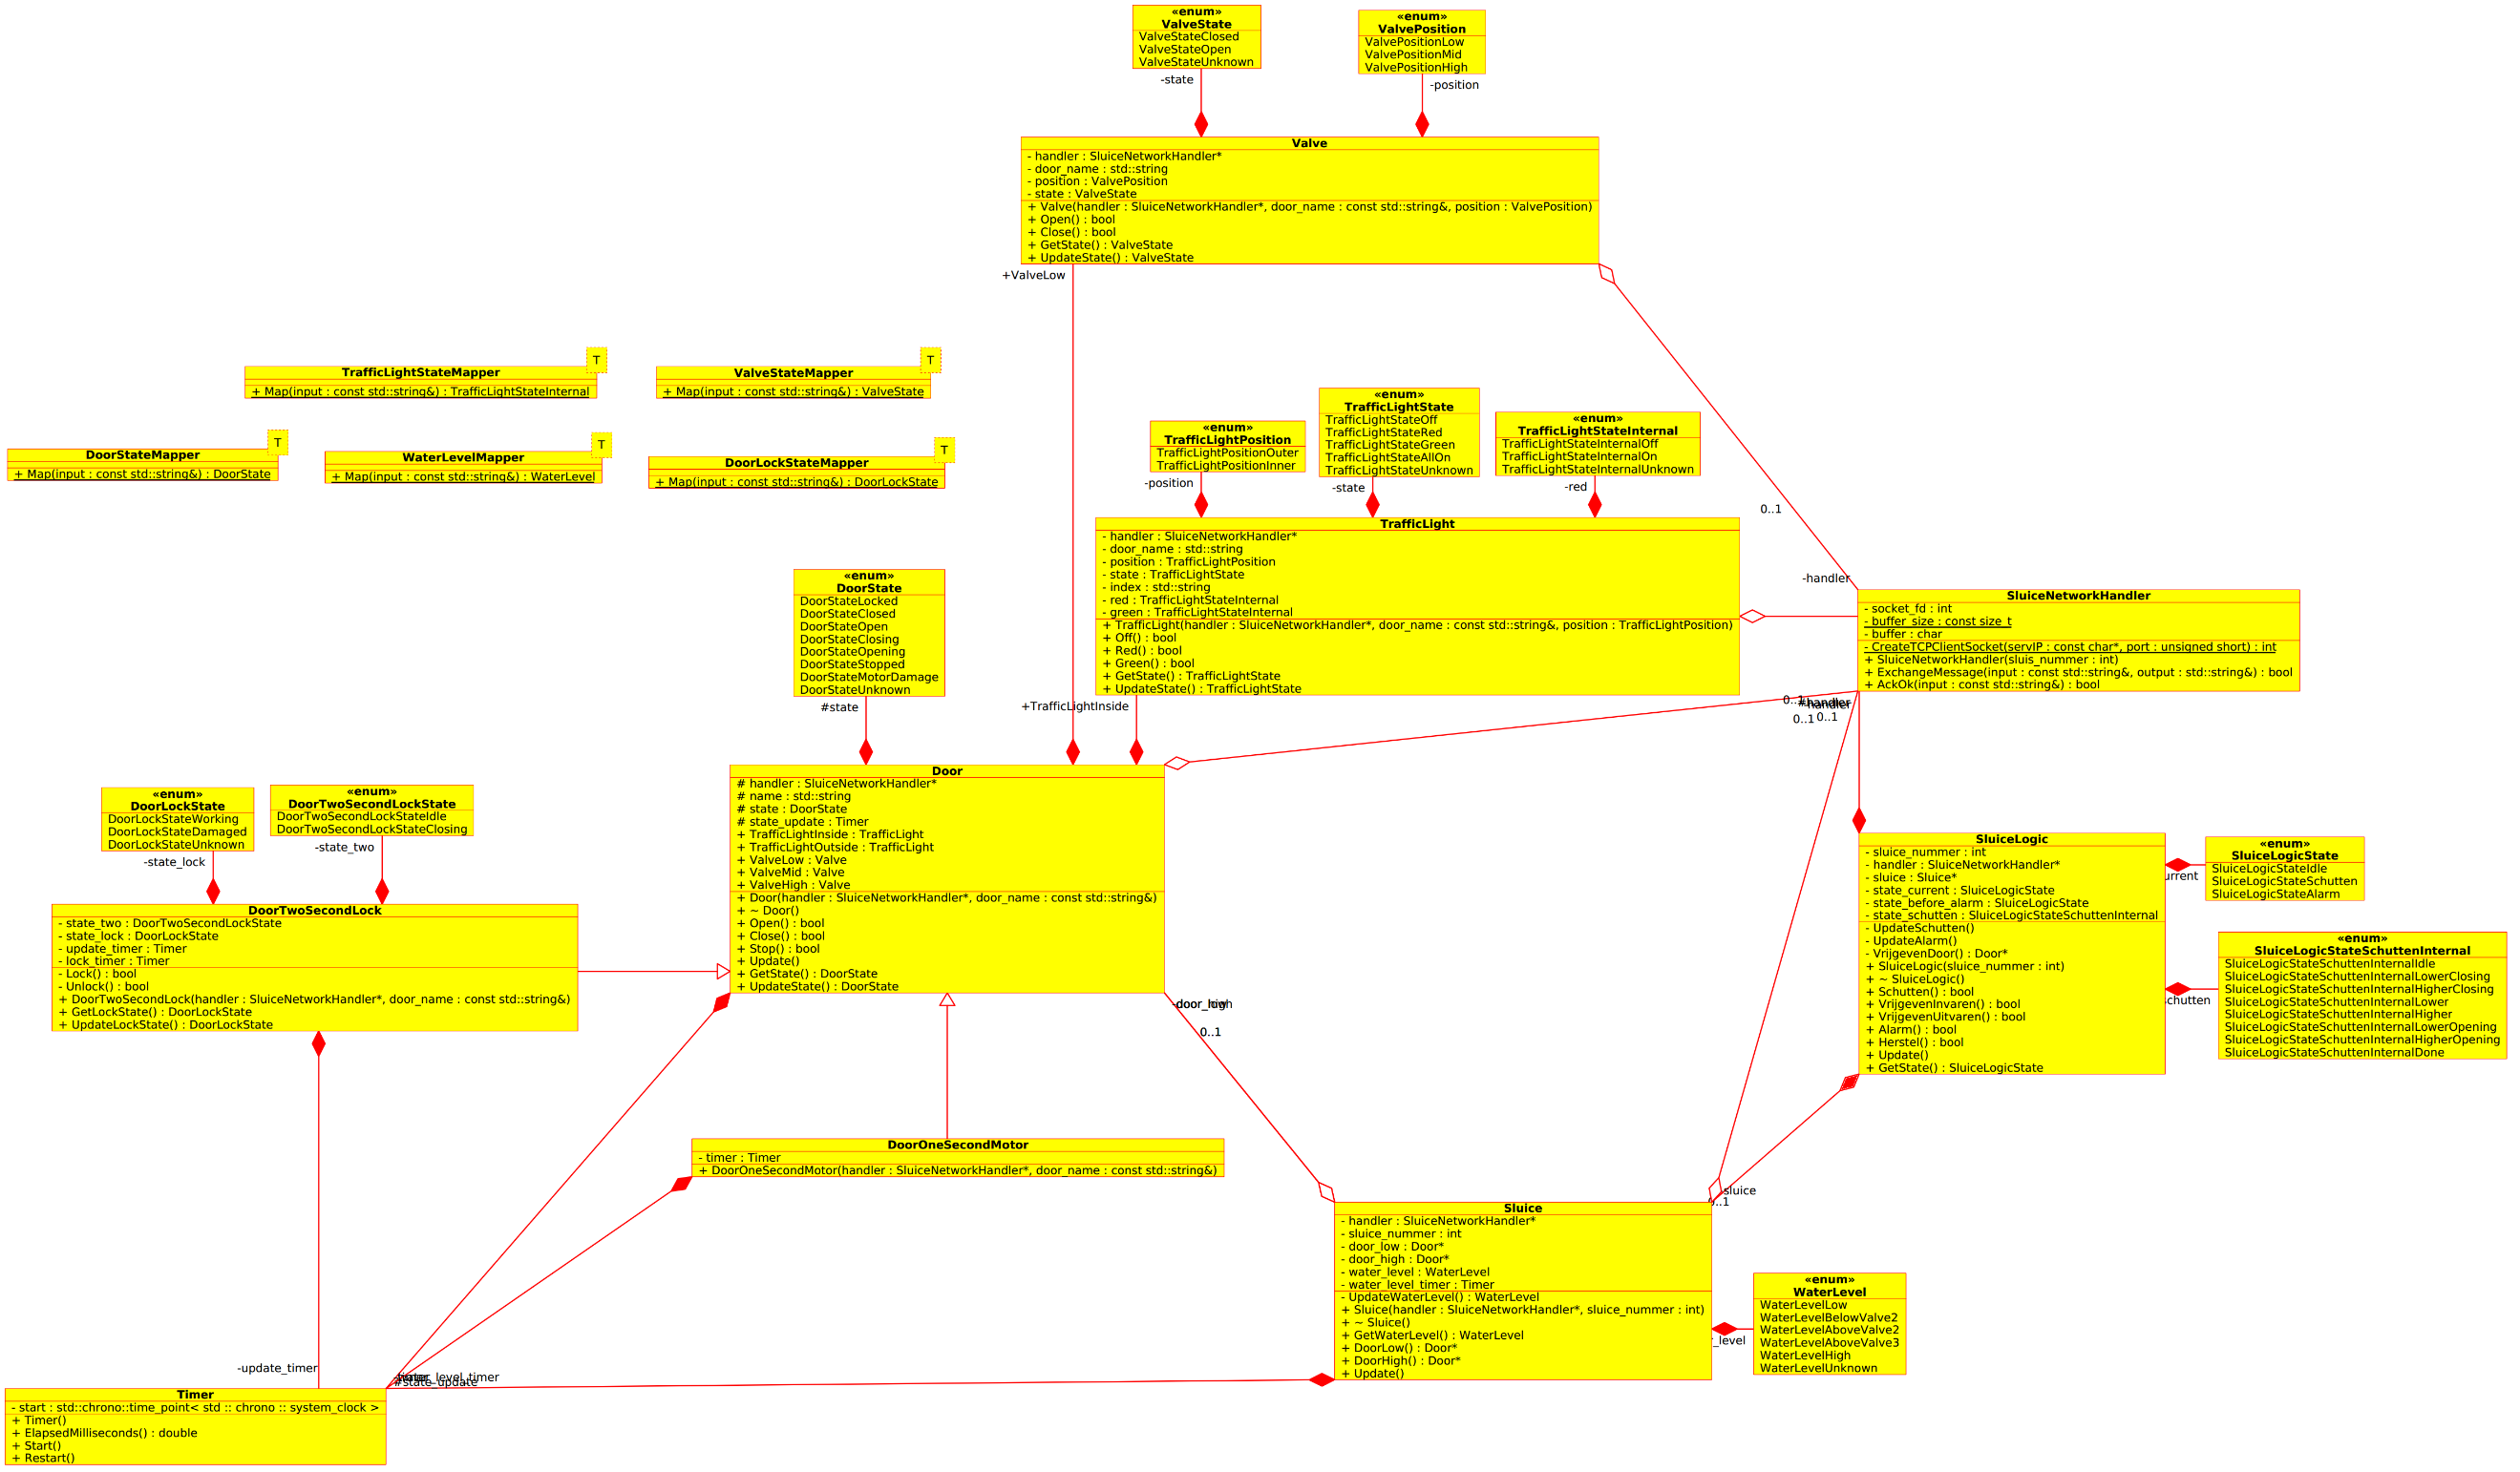 «enum»
ValveState
ValveStateClosed
ValveStateOpen
ValveStateUnknown
-state
«enum»
ValvePosition
ValvePositionLow
ValvePositionMid
ValvePositionHigh
-position
Valve
- handler : SluiceNetworkHandler*
- door_name : std::string
- position : ValvePosition
- state : ValveState
+ Valve(handler : SluiceNetworkHandler*, door_name : const std::string&, position : ValvePosition)
+ Open() : bool
+ Close() : bool
+ GetState() : ValveState
+ UpdateState() : ValveState
+ValveLow
T
TrafficLightStateMapper
+ Map(input : const std::string&) : TrafficLightStateInternal
T
ValveStateMapper
+ Map(input : const std::string&) : ValveState
T
DoorStateMapper
+ Map(input : const std::string&) : DoorState
T
WaterLevelMapper
+ Map(input : const std::string&) : WaterLevel
T
DoorLockStateMapper
+ Map(input : const std::string&) : DoorLockState
«enum»
TrafficLightPosition
TrafficLightPositionOuter
TrafficLightPositionInner
-position
«enum»
TrafficLightState
TrafficLightStateOff
TrafficLightStateRed
TrafficLightStateGreen
TrafficLightStateAllOn
TrafficLightStateUnknown
-state
«enum»
TrafficLightStateInternal
TrafficLightStateInternalOff
TrafficLightStateInternalOn
TrafficLightStateInternalUnknown
-red
0..1
-handler
TrafficLight
- handler : SluiceNetworkHandler*
- door_name : std::string
- position : TrafficLightPosition
- state : TrafficLightState
- index : std::string
- red : TrafficLightStateInternal
- green : TrafficLightStateInternal
+ TrafficLight(handler : SluiceNetworkHandler*, door_name : const std::string&, position : TrafficLightPosition)
+ Off() : bool
+ Red() : bool
+ Green() : bool
+ GetState() : TrafficLightState
+ UpdateState() : TrafficLightState
+TrafficLightInside
SluiceNetworkHandler
- socket_fd : int
- buffer_size : const size_t
- buffer : char
- CreateTCPClientSocket(servIP : const char*, port : unsigned short) : int
+ SluiceNetworkHandler(sluis_nummer : int)
+ ExchangeMessage(input : const std::string&, output : std::string&) : bool
+ AckOk(input : const std::string&) : bool
0..1
#handler
0..1
0..1
«enum»
DoorState
DoorStateLocked
DoorStateClosed
DoorStateOpen
DoorStateClosing
DoorStateOpening
DoorStateStopped
DoorStateMotorDamage
DoorStateUnknown
#state
Door
# handler : SluiceNetworkHandler*
# name : std::string
# state : DoorState
# state_update : Timer
+ TrafficLightInside : TrafficLight
+ TrafficLightOutside : TrafficLight
+ ValveLow : Valve
+ ValveMid : Valve
+ ValveHigh : Valve
+ Door(handler : SluiceNetworkHandler*, door_name : const std::string&)
+ ~ Door()
+ Open() : bool
+ Close() : bool
+ Stop() : bool
+ Update()
+ GetState() : DoorState
+ UpdateState() : DoorState
«enum»
DoorLockState
DoorLockStateWorking
DoorLockStateDamaged
DoorLockStateUnknown
-state_lock
«enum»
DoorTwoSecondLockState
DoorTwoSecondLockStateIdle
DoorTwoSecondLockStateClosing
-state_two
DoorTwoSecondLock
- state_two : DoorTwoSecondLockState
- state_lock : DoorLockState
- update_timer : Timer
- lock_timer : Timer
- Lock() : bool
- Unlock() : bool
+ DoorTwoSecondLock(handler : SluiceNetworkHandler*, door_name : const std::string&)
+ GetLockState() : DoorLockState
+ UpdateLockState() : DoorLockState
SluiceLogic
- sluice_nummer : int
- handler : SluiceNetworkHandler*
- sluice : Sluice*
- state_current : SluiceLogicState
- state_before_alarm : SluiceLogicState
- state_schutten : SluiceLogicStateSchuttenInternal
- UpdateSchutten()
- UpdateAlarm()
- VrijgevenDoor() : Door*
+ SluiceLogic(sluice_nummer : int)
+ ~ SluiceLogic()
+ Schutten() : bool
+ VrijgevenInvaren() : bool
+ VrijgevenUitvaren() : bool
+ Alarm() : bool
+ Herstel() : bool
+ Update()
+ GetState() : SluiceLogicState
urrent
«enum»
SluiceLogicState
SluiceLogicStateIdle
SluiceLogicStateSchutten
SluiceLogicStateAlarm
chutten
«enum»
SluiceLogicStateSchuttenInternal
SluiceLogicStateSchuttenInternalIdle
SluiceLogicStateSchuttenInternalLowerClosing
SluiceLogicStateSchuttenInternalHigherClosing
SluiceLogicStateSchuttenInternalLower
SluiceLogicStateSchuttenInternalHigher
SluiceLogicStateSchuttenInternalLowerOpening
SluiceLogicStateSchuttenInternalHigherOpening
SluiceLogicStateSchuttenInternalDone
-door_high
0..1
DoorOneSecondMotor
- timer : Timer
+ DoorOneSecondMotor(handler : SluiceNetworkHandler*, door_name : const std::string&)
sluice
0..1
Sluice
- handler : SluiceNetworkHandler*
- sluice_nummer : int
- door_low : Door*
- door_high : Door*
- water_level : WaterLevel
- water_level_timer : Timer
- UpdateWaterLevel() : WaterLevel
+ Sluice(handler : SluiceNetworkHandler*, sluice_nummer : int)
+ ~ Sluice()
+ GetWaterLevel() : WaterLevel
+ DoorLow() : Door*
+ DoorHigh() : Door*
+ Update()
r_level
«enum»
WaterLevel
WaterLevelLow
WaterLevelBelowValve2
WaterLevelAboveValve2
WaterLevelAboveValve3
WaterLevelHigh
WaterLevelUnknown
-update_timer
#state_update
Timer
- start : std::chrono::time_point< std :: chrono :: system_clock >
+ Timer()
+ ElapsedMilliseconds() : double
+ Start()
+ Restart()